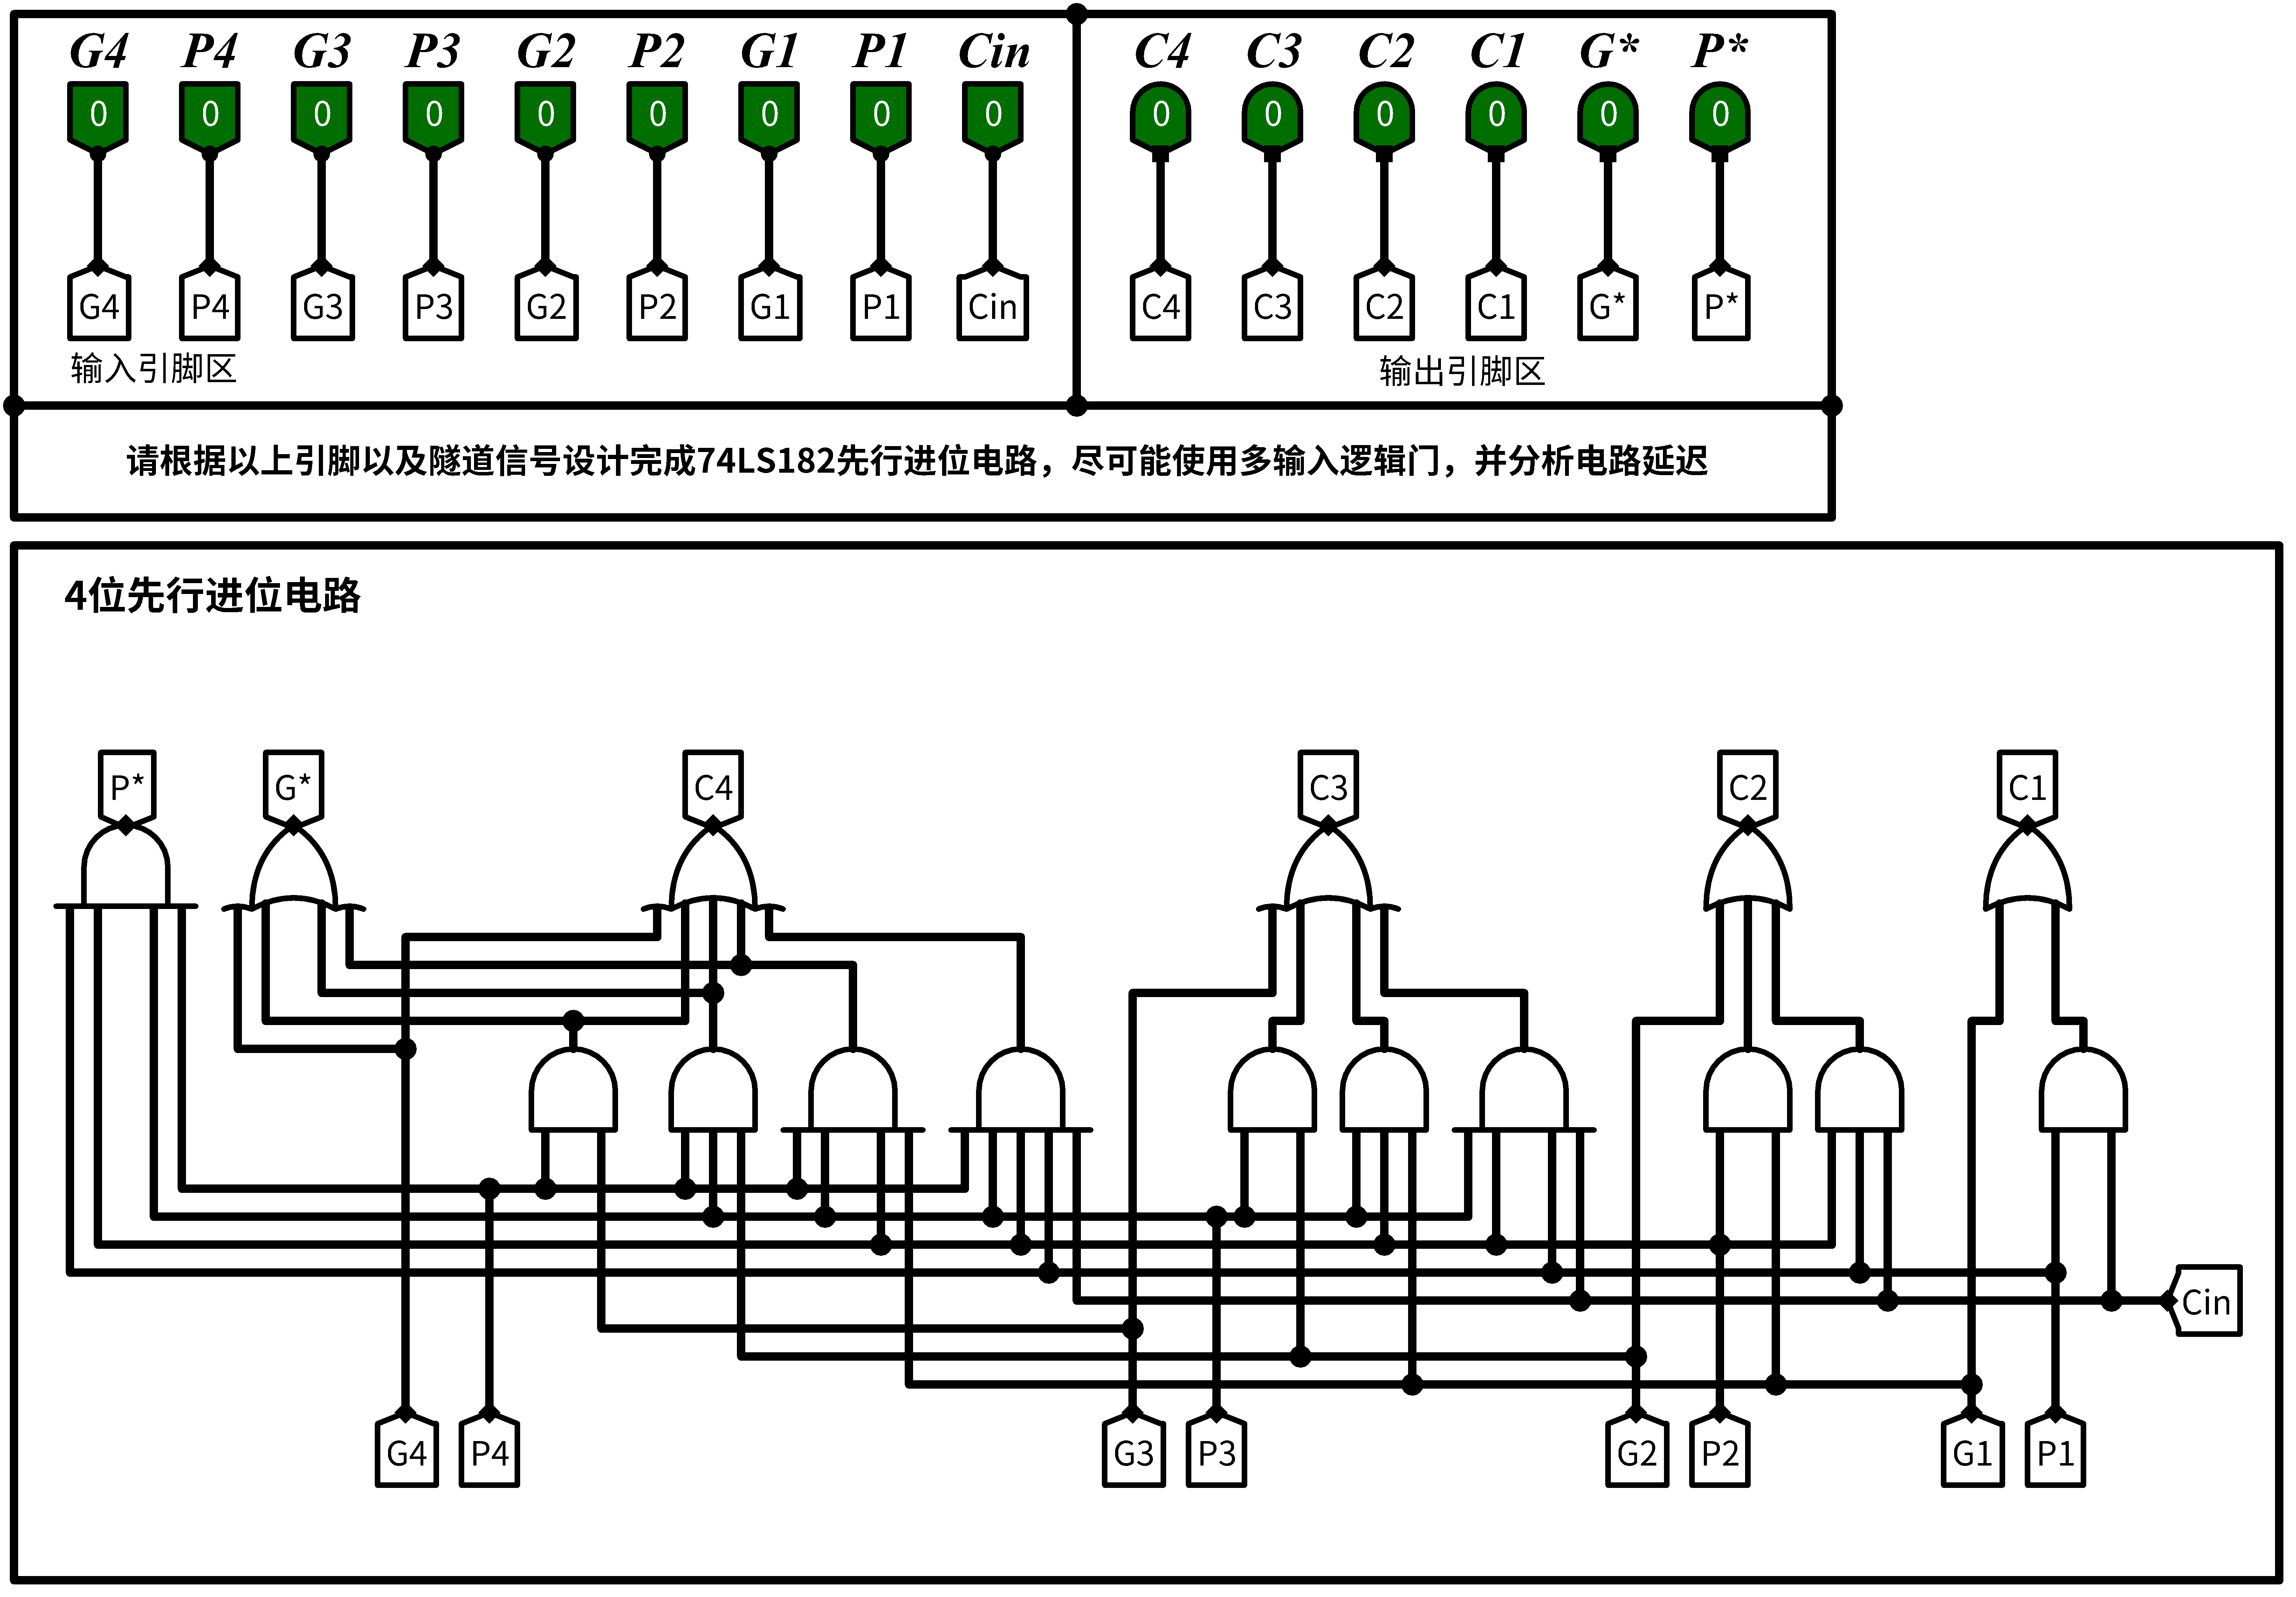 G4 P4 G3 P3 G2 P2 G1 P1 Cin C4 C3 C2 C1 G* P*
0 0 0 0 0 0 0 0 0 0 0 0 0 0 0
G4 P4 G3 P3 G2 P2 G1 P1 Cin C4 C3 C2 C1 G* P*
输入引脚区 输出引脚区
请根据以上引脚以及隧道信号设计完成74LS182先行进位电路，尽可能使用多输入逻辑门，并分析电路延迟
4位先行进位电路
P* G* C4 C3 C2 C1
Cin
G4 P4 G3 P3 G2 P2 G1 P1